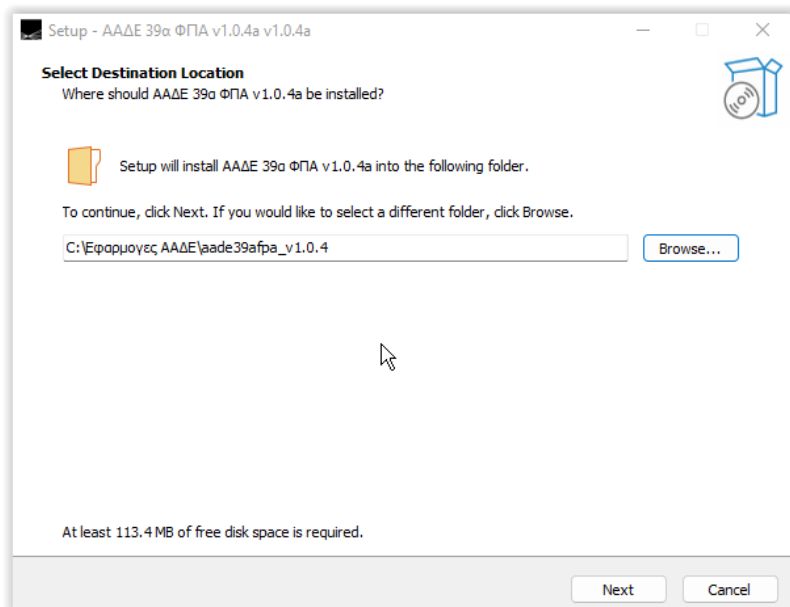 Setup - ΑΑΔΕ 39α ΦΠΑ v1.0.4a v1.0.4a
Select Destination Location
Where should ΑΑΔΕ 39α ΦΠΑ v1.0.4a be installed?
Setup will install ΑΑΔΕ 39α ΦΠΑ v1.0.4a into the following folder.
To continue, click Next. If you would like to select a different folder, click Browse.
C:\Εφαρμογες ΑΑΔΕ\aade39afpa_v1.0.4
Browse...
At least 113.4 MB of free disk space is required.
Next
Cancel